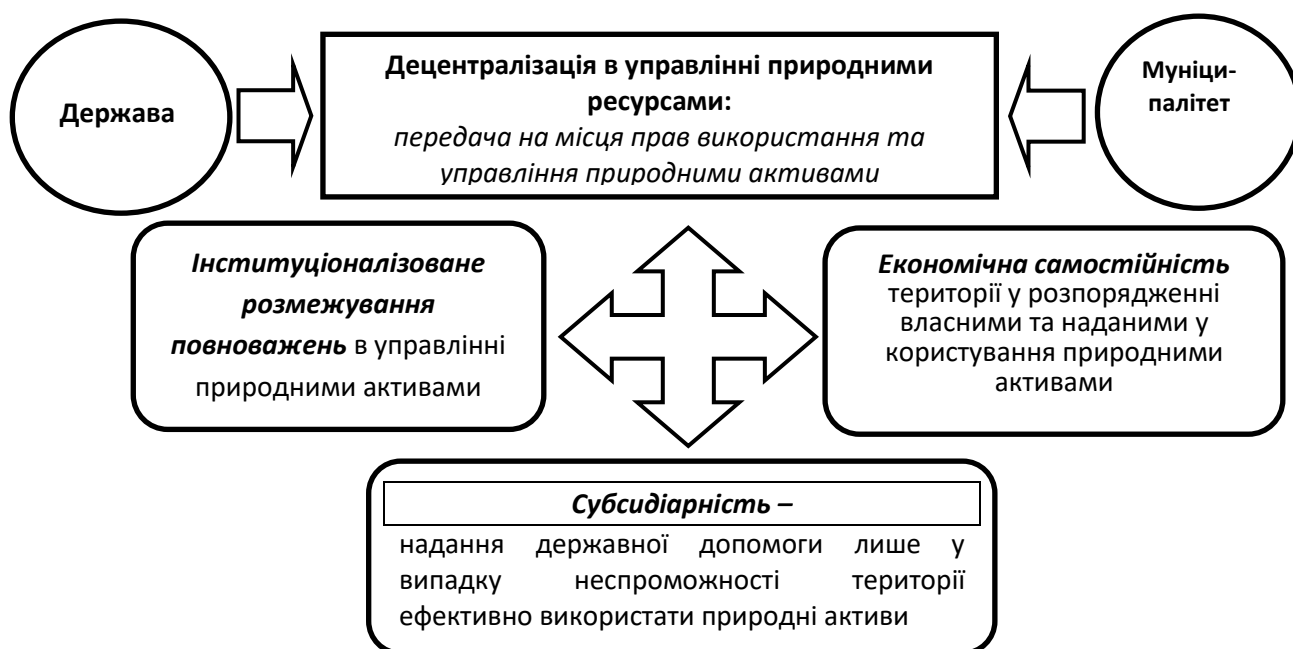 Держава
Децентралізація в управлінні природними
ресурсами:
передача на місця прав використання та
управління природними активами
Муніци-
палітет
Інституціоналізоване
розмежування
повноважень в управлінні
природними активами
Економічна самостійність
території у розпорядженні
власними та наданими у
користування природними
активами
Субсидіарність –
надання державної допомоги лише у
випадку неспроможності території
ефективно використати природні активи